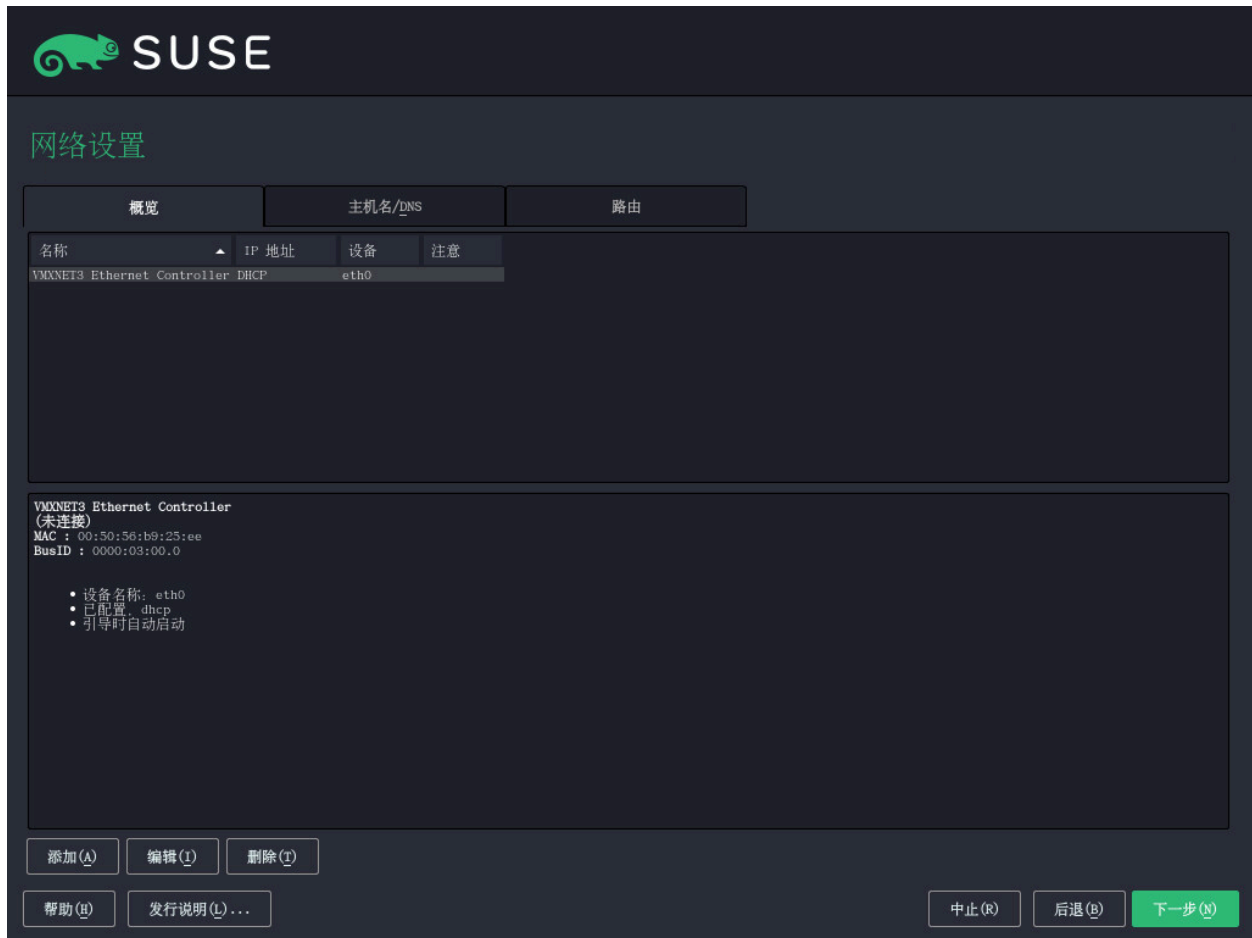 SUSE
网络设置
概览 主机名/DNS 路由
名称 IP 地址 设备 注意
VMXNET3 Ethernet Controller DHCP eth0
VMXNET3 Ethernet Controller
(未连接)
MAC : 00:50:56:b9:25:ee
BusID : 0000:03:00.0
• 设备名称: eth0
• 已配置, dhcp
• 引导时自动启动
添加(A) 编辑(I) 删除(T)
帮助(H) 发行说明(L)... 中止(R) 后退(B) 下一步(N)